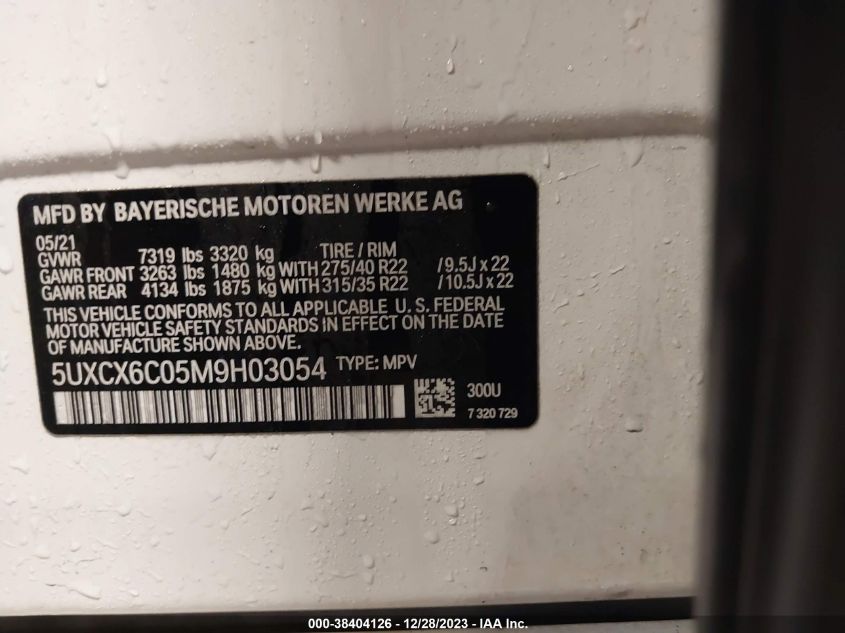 MFD BY BAYERISCHE MOTOREN WERKE AG
05/21
GVWR 7319 lbs 3320 kg TIRE / RIM
GAWR FRONT 3263 lbs 1480 kg WITH 275/40 R22 / 9.5J x 22
GAWR REAR 4134 lbs 1875 kg WITH 315/35 R22 / 10.5J x 22
THIS VEHICLE CONFORMS TO ALL APPLICABLE U. S. FEDERAL
MOTOR VEHICLE SAFETY STANDARDS IN EFFECT ON THE DATE
OF MANUFACTURE SHOWN ABOVE.
5UXCX6C05M9H03054 TYPE: MPV
300U
7 320 729
000-38404126 - 12/28/2023 - IAA Inc.